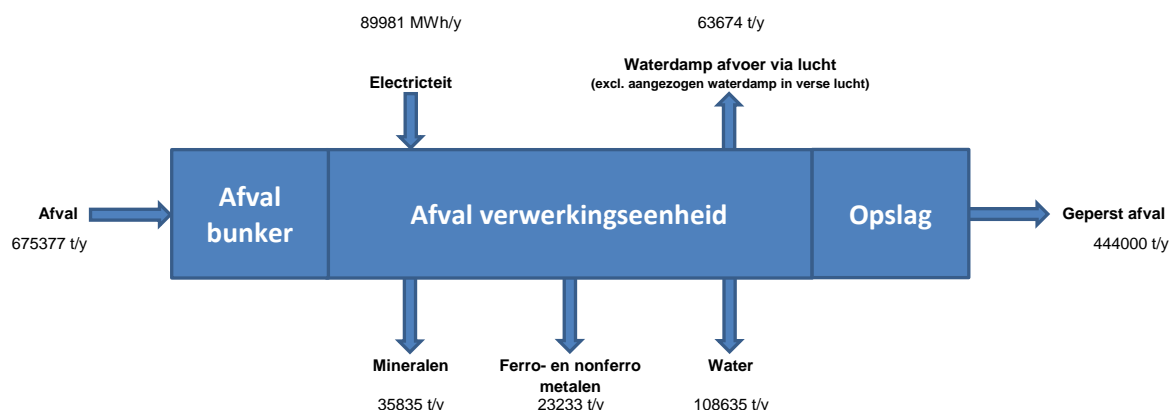 89981 MWh/y
63674 t/y
Electricteit
Waterdamp afvoer via lucht
(excl. aangezogen waterdamp in verse lucht)
Afval
675377 t/y
Afval
bunker
Afval verwerkingseenheid
Opslag
Geperst afval
444000 t/y
Mineralen
35835 t/y
Ferro- en nonferro
metalen
23233 t/y
Water
108635 t/y